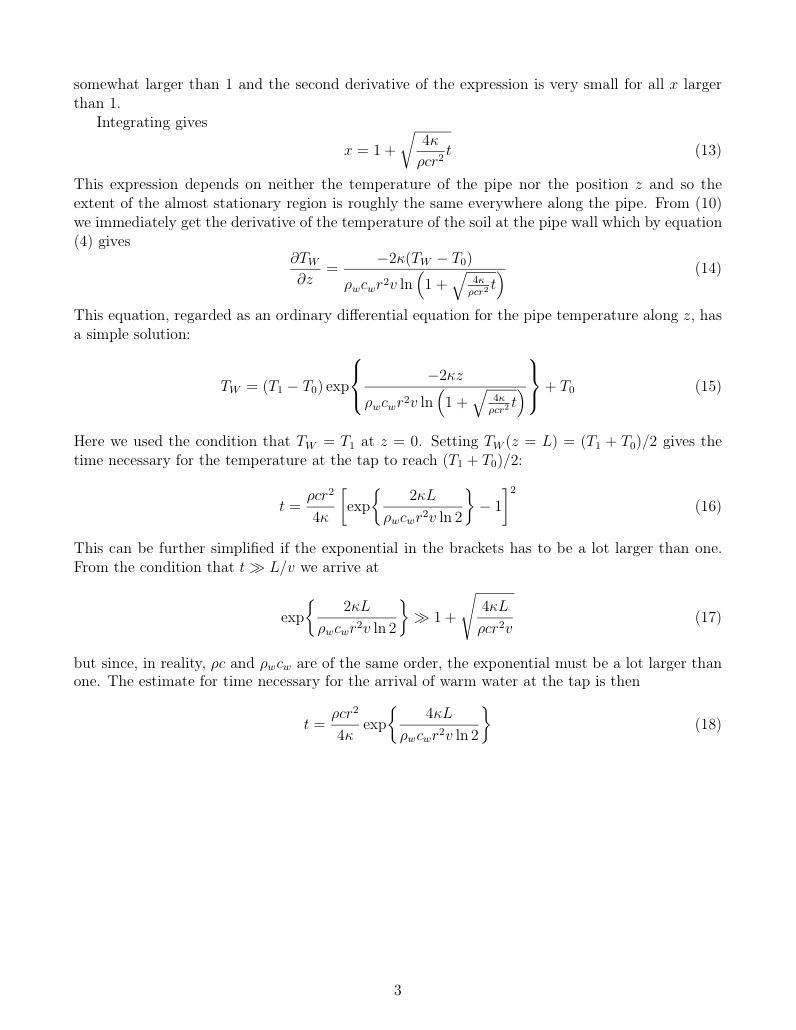 somewhat larger than 1 and the second derivative of the expression is very small for all x larger
than 1.
Integrating gives
x = 1 + √(4κ/(ρcr²) t) (13)
This expression depends on neither the temperature of the pipe nor the position z and so the
extent of the almost stationary region is roughly the same everywhere along the pipe. From (10)
we immediately get the derivative of the temperature of the soil at the pipe wall which by equation
(4) gives
∂T_W/∂z = −2κ(T_W − T_0) / (ρ_w c_w r² v ln(1 + √(4κ/(ρcr²) t))) (14)
This equation, regarded as an ordinary differential equation for the pipe temperature along z, has
a simple solution:
T_W = (T_1 − T_0) exp{ −2κz / (ρ_w c_w r² v ln(1 + √(4κ/(ρcr²) t))) } + T_0 (15)
Here we used the condition that T_W = T_1 at z = 0. Setting T_W(z = L) = (T_1 + T_0)/2 gives the
time necessary for the temperature at the tap to reach (T_1 + T_0)/2:
t = ρcr²/4κ [exp{ 2κL / (ρ_w c_w r² v ln 2) } − 1]² (16)
This can be further simplified if the exponential in the brackets has to be a lot larger than one.
From the condition that t ≫ L/v we arrive at
exp{ 2κL / (ρ_w c_w r² v ln 2) } ≫ 1 + √(4κL/(ρcr²v)) (17)
but since, in reality, ρc and ρ_w c_w are of the same order, the exponential must be a lot larger than
one. The estimate for time necessary for the arrival of warm water at the tap is then
t = ρcr²/4κ exp{ 4κL / (ρ_w c_w r² v ln 2) } (18)
3